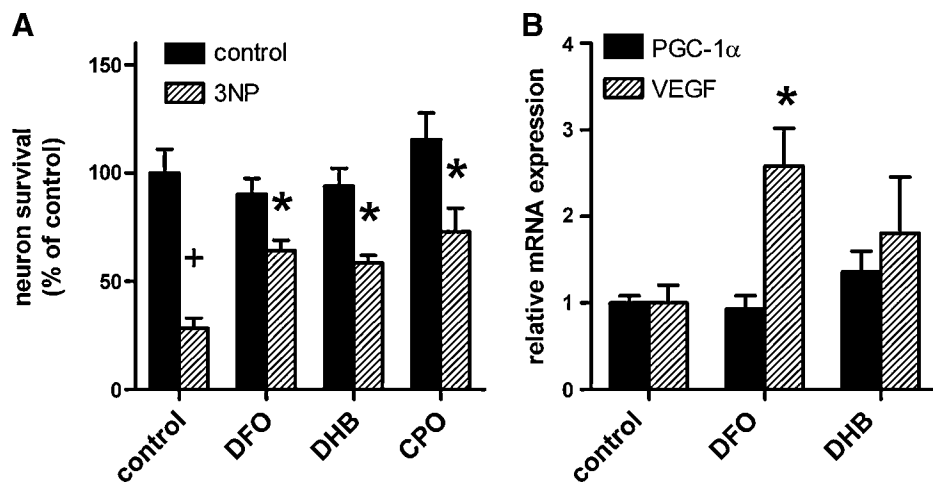 A
control
3NP
neuron survival
(% of control)
150
100
50
0
+
*
*
*
control
DFO
DHB
CPO
B
PGC-1α
VEGF
relative mRNA expression
4
3
2
1
0
*
control
DFO
DHB